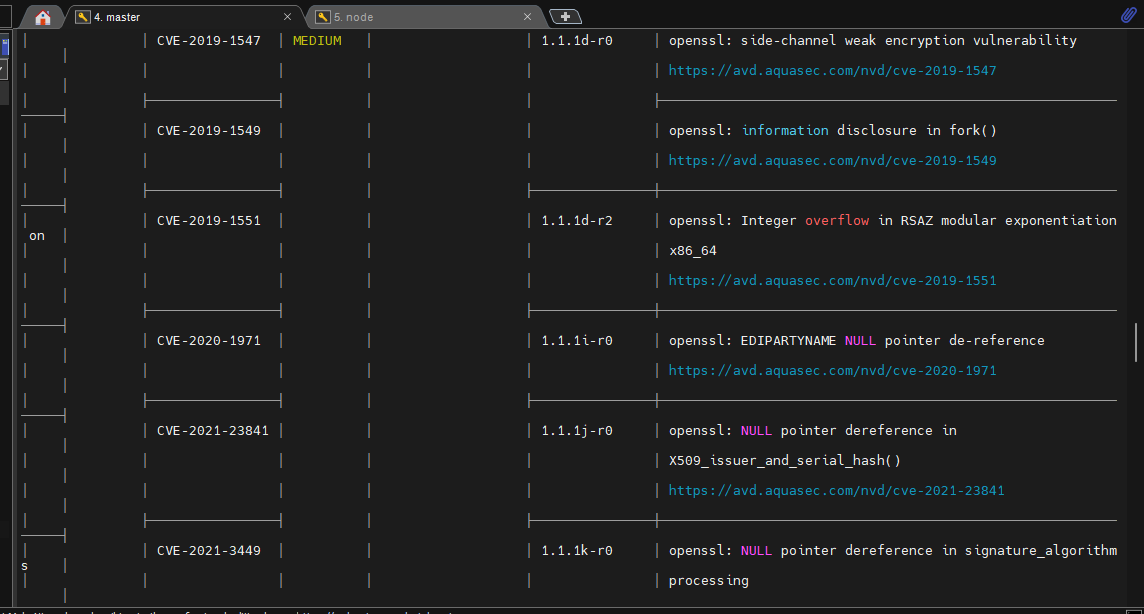 4. master
5. node
CVE-2019-1547 MEDIUM 1.1.1d-r0 openssl: side-channel weak encryption vulnerability
https://avd.aquasec.com/nvd/cve-2019-1547
CVE-2019-1549 openssl: information disclosure in fork()
https://avd.aquasec.com/nvd/cve-2019-1549
CVE-2019-1551 1.1.1d-r2 openssl: Integer overflow in RSAZ modular exponentiation
on
x86_64
https://avd.aquasec.com/nvd/cve-2019-1551
CVE-2020-1971 1.1.1i-r0 openssl: EDIPARTYNAME NULL pointer de-reference
https://avd.aquasec.com/nvd/cve-2020-1971
CVE-2021-23841 1.1.1j-r0 openssl: NULL pointer dereference in
X509_issuer_and_serial_hash()
https://avd.aquasec.com/nvd/cve-2021-23841
CVE-2021-3449 1.1.1k-r0 openssl: NULL pointer dereference in signature_algorithm
s
processing